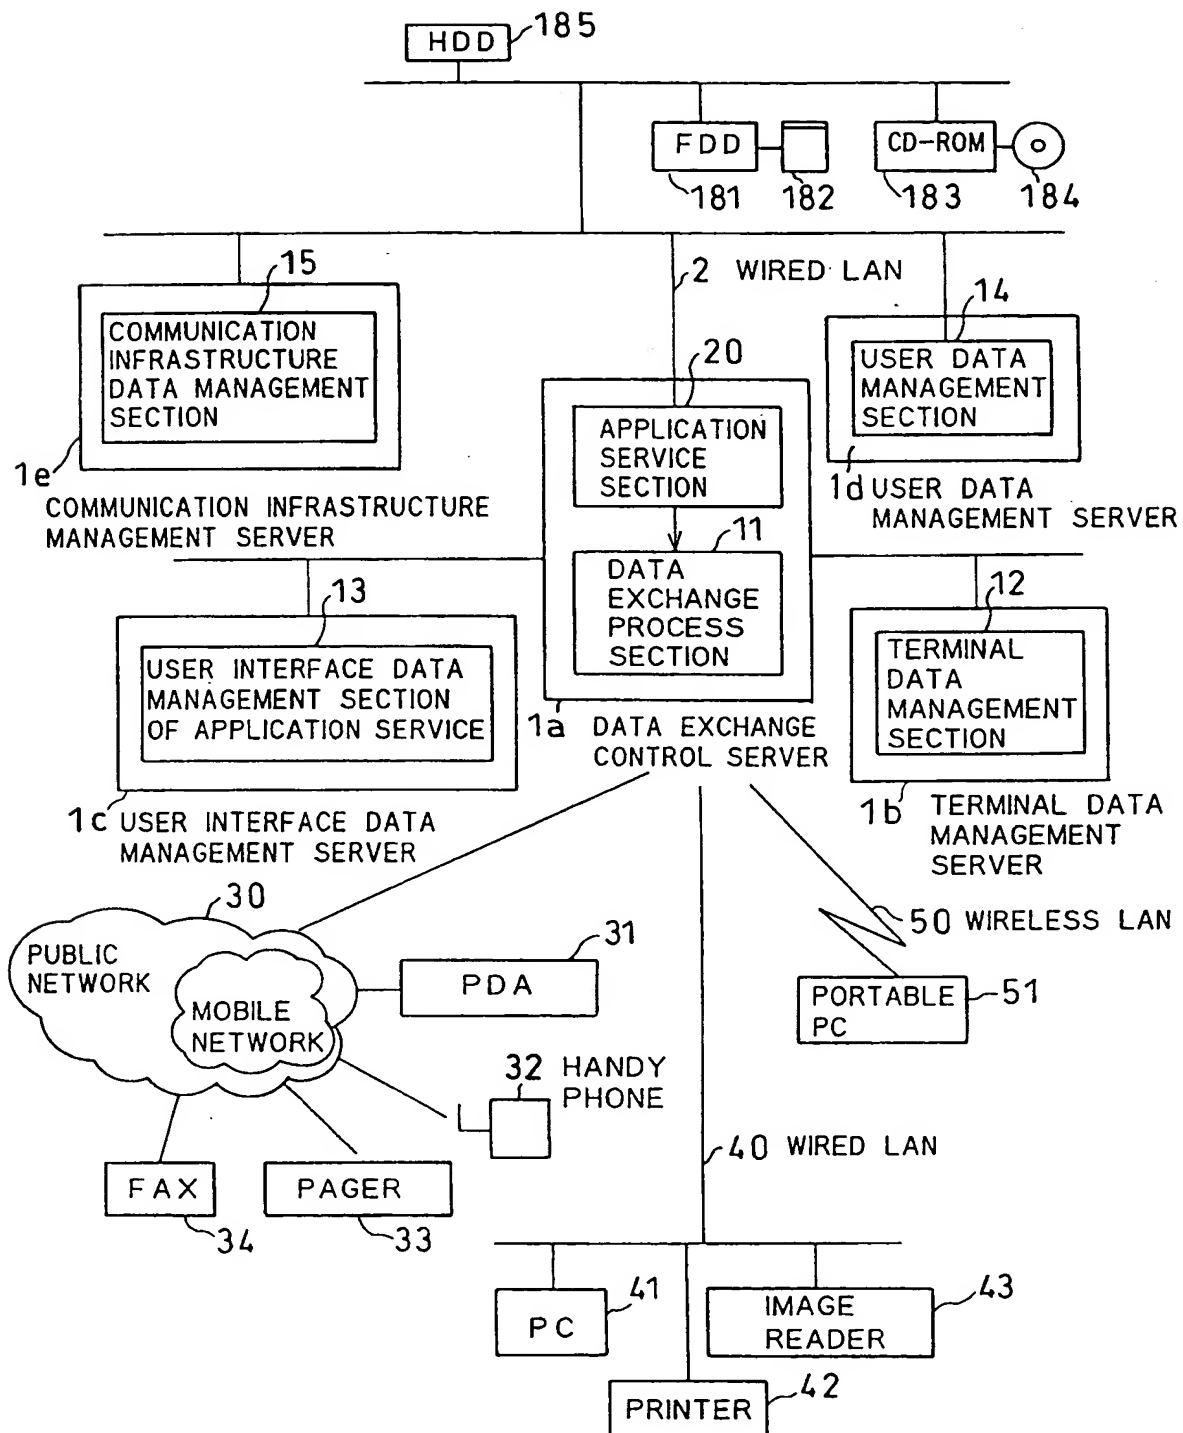 HDD
185
FDD
181
182
CD-ROM
183
184
2 WIRED LAN
15
COMMUNICATION
INFRASTRUCTURE
DATA MANAGEMENT
SECTION
1e
COMMUNICATION INFRASTRUCTURE
MANAGEMENT SERVER
14
USER DATA
MANAGEMENT
SECTION
1d USER DATA
MANAGEMENT SERVER
20
APPLICATION
SERVICE
SECTION
11
DATA
EXCHANGE
PROCESS
SECTION
1a DATA EXCHANGE
CONTROL SERVER
13
USER INTERFACE DATA
MANAGEMENT SECTION
OF APPLICATION SERVICE
1c USER INTERFACE DATA
MANAGEMENT SERVER
12
TERMINAL
DATA
MANAGEMENT
SECTION
1b TERMINAL DATA
MANAGEMENT
SERVER
30
PUBLIC
NETWORK
MOBILE
NETWORK
31
PDA
32 HANDY
PHONE
50 WIRELESS LAN
PORTABLE
PC
51
40 WIRED LAN
FAX
34
PAGER
33
PC
41
IMAGE
READER
43
PRINTER
42